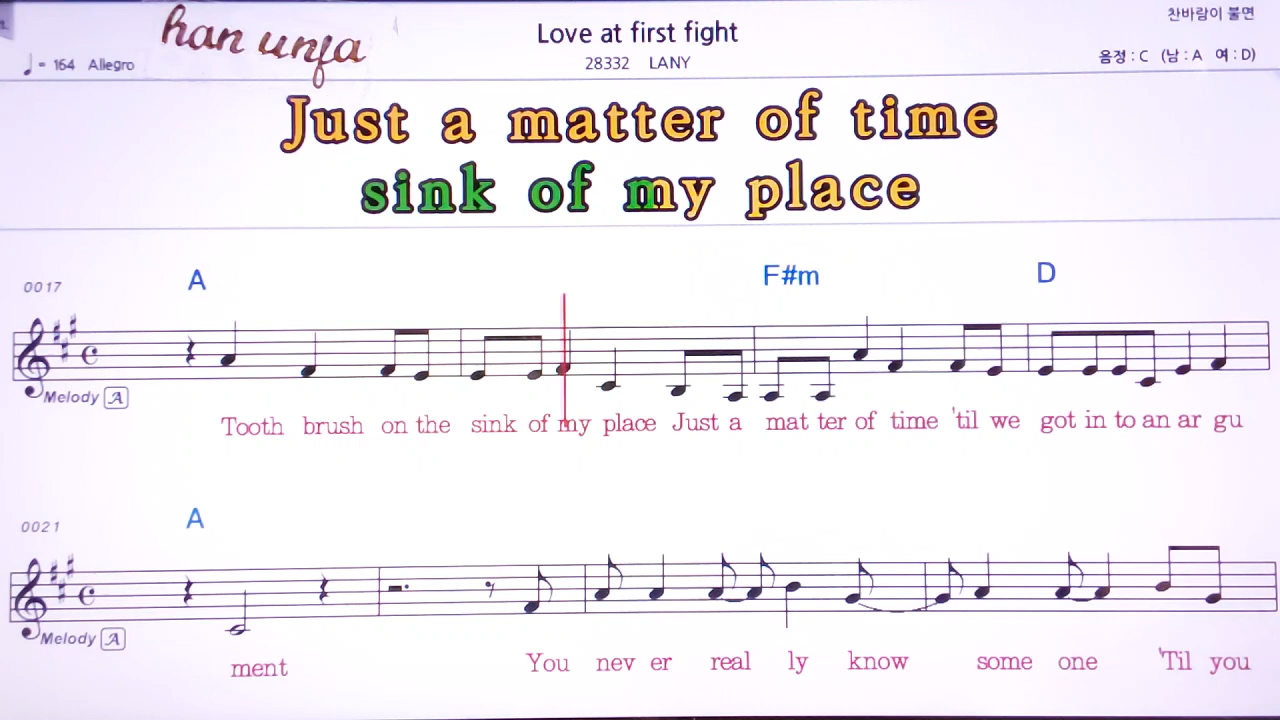 han unja
Love at first fight
찬바람이 불면
♩= 164 Allegro
28332 LANY
음정 : C (남 : A 여 : D)
Just a matter of time
sink of my place
0017 A F#m D
Melody A
Tooth brush on the sink of my place Just a mat ter of time 'til we got in to an ar gu
0021 A
Melody A
ment You nev er real ly know some one 'Til you